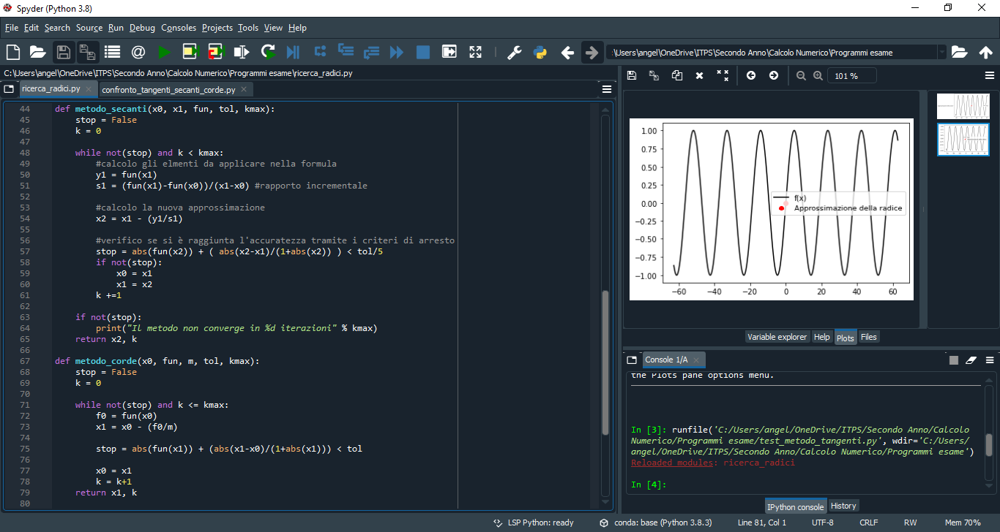 Spyder (Python 3.8)
File Edit Search Source Run Debug Consoles Projects Tools View Help
:\Users\angel\OneDrive\ITPS\Secondo Anno\Calcolo Numerico\Programmi esame
C:\Users\angel\OneDrive\ITPS\Secondo Anno\Calcolo Numerico\Programmi esame\ricerca_radici.py
ricerca_radici.py
confronto_tangenti_secanti_corde.py
44 def metodo_secanti(x0, x1, fun, tol, kmax):
45 stop = False
46 k = 0
47
48 while not(stop) and k < kmax:
49 #calcolo gli elmenti da applicare nella formula
50 y1 = fun(x1)
51 s1 = (fun(x1)-fun(x0))/(x1-x0) #rapporto incrementale
52
53 #calcolo la nuova approssimazione
54 x2 = x1 - (y1/s1)
55
56 #verifico se si è raggiunta l'accuratezza tramite i criteri di arresto
57 stop = abs(fun(x2)) + ( abs(x2-x1)/(1+abs(x2)) ) < tol/5
58 if not(stop):
59 x0 = x1
60 x1 = x2
61 k +=1
62
63 if not(stop):
64 print("Il metodo non converge in %d iterazioni" % kmax)
65 return x2, k
66
67 def metodo_corde(x0, fun, m, tol, kmax):
68 stop = False
69 k = 0
70
71 while not(stop) and k <= kmax:
72 f0 = fun(x0)
73 x1 = x0 - (f0/m)
74
75 stop = abs(fun(x1)) + (abs(x1-x0)/(1+abs(x1))) < tol
76
77 x0 = x1
78 k = k+1
79 return x1, k
80
101 %
1.00
0.75
0.50
0.25
0.00
−0.25
−0.50
−0.75
−1.00
−60 −40 −20 0 20 40 60
f(x)
Approssimazione della radice
Variable explorer Help Plots Files
Console 1/A
the Plots pane options menu.
In [3]: runfile('C:/Users/angel/OneDrive/ITPS/Secondo Anno/Calcolo
Numerico/Programmi esame/test_metodo_tangenti.py', wdir='C:/Users/
angel/OneDrive/ITPS/Secondo Anno/Calcolo Numerico/Programmi esame')
Reloaded modules: ricerca_radici
In [4]:
IPython console History
LSP Python: ready conda: base (Python 3.8.3) Line 81, Col 1 UTF-8 CRLF RW Mem 70%